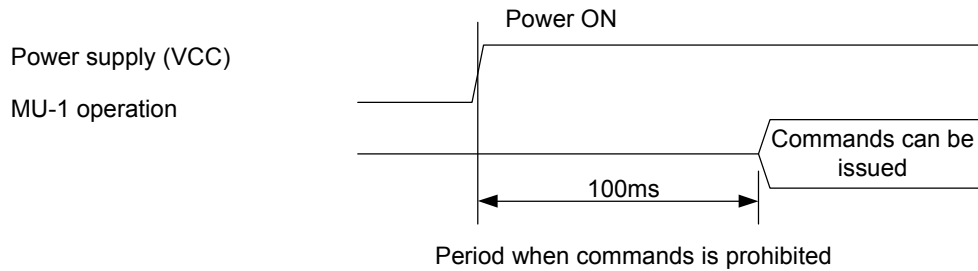 Power ON
Power supply (VCC)
MU-1 operation
Commands can be
issued
100ms
Period when commands is prohibited